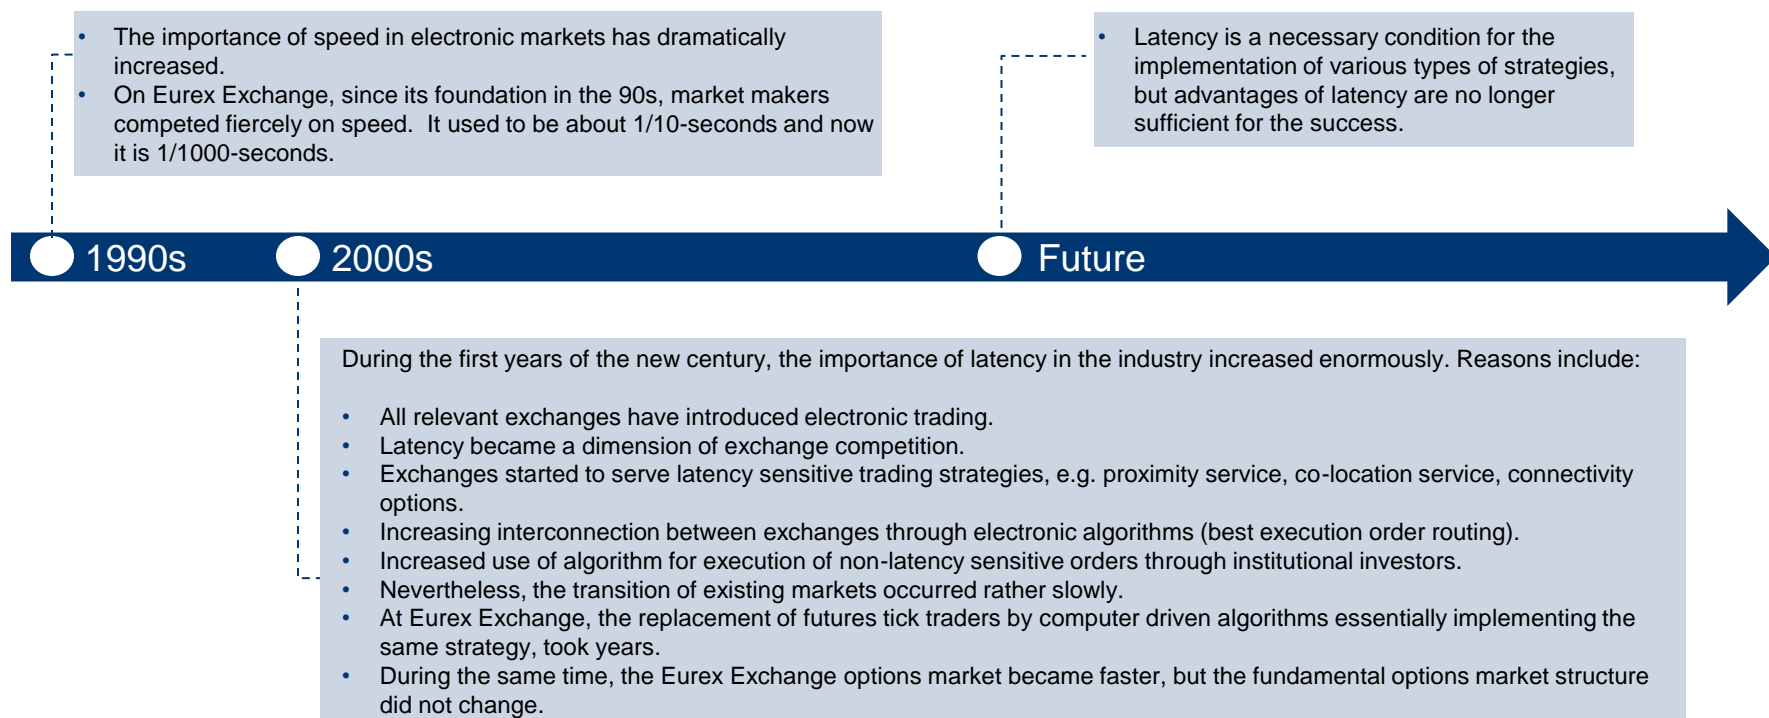 • The importance of speed in electronic markets has dramatically
increased.
• On Eurex Exchange, since its foundation in the 90s, market makers
competed fiercely on speed.  It used to be about 1/10-seconds and now
it is 1/1000-seconds.
• Latency is a necessary condition for the
implementation of various types of strategies,
but advantages of latency are no longer
sufficient for the success.
1990s
2000s
Future
During the first years of the new century, the importance of latency in the industry increased enormously. Reasons include:
• All relevant exchanges have introduced electronic trading.
• Latency became a dimension of exchange competition.
• Exchanges started to serve latency sensitive trading strategies, e.g. proximity service, co-location service, connectivity
options.
• Increasing interconnection between exchanges through electronic algorithms (best execution order routing).
• Increased use of algorithm for execution of non-latency sensitive orders through institutional investors.
• Nevertheless, the transition of existing markets occurred rather slowly.
• At Eurex Exchange, the replacement of futures tick traders by computer driven algorithms essentially implementing the
same strategy, took years.
• During the same time, the Eurex Exchange options market became faster, but the fundamental options market structure
did not change.